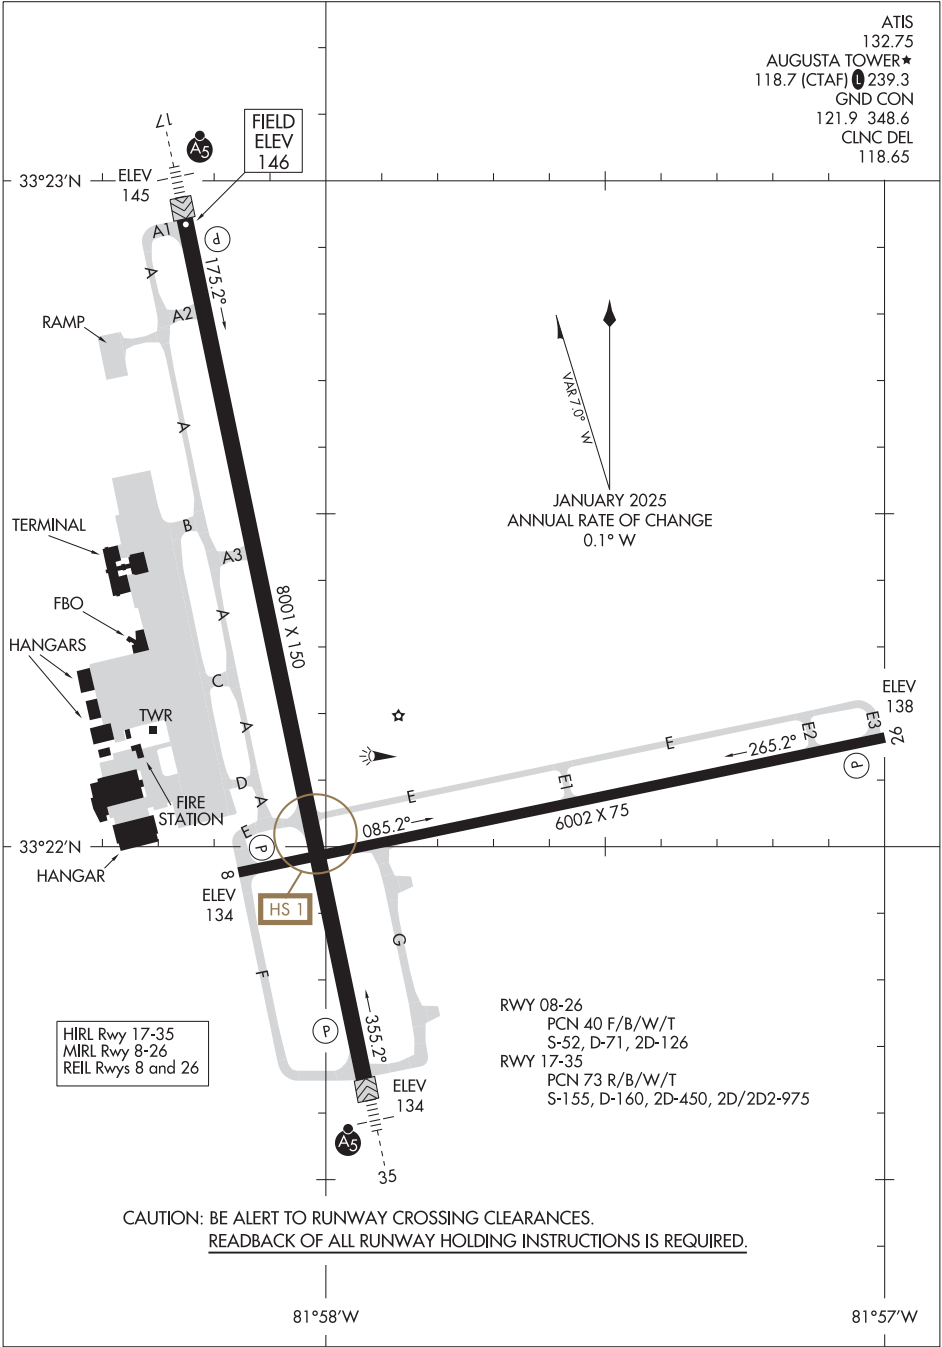 ATIS
132.75
AUGUSTA TOWER★
118.7 (CTAF) L 239.3
GND CON
121.9 348.6
CLNC DEL
118.65
17
A5
FIELD
ELEV
146
33°23'N
ELEV
145
A1
P
A
175.2°
A2
RAMP
VAR 7.0° W
A
JANUARY 2025
ANNUAL RATE OF CHANGE
0.1° W
B
TERMINAL
A3
8001 X 150
FBO
A
HANGARS
C
ELEV
138
TWR
A
E3
26
E2
E
265.2°
P
D
E1
A
E
FIRE
STATION
6002 X 75
E
085.2°
P
33°22'N
HANGAR
8
ELEV
134
HS 1
G
F
RWY 08-26
PCN 40 F/B/W/T
S-52, D-71, 2D-126
RWY 17-35
PCN 73 R/B/W/T
S-155, D-160, 2D-450, 2D/2D2-975
HIRL Rwy 17-35
MIRL Rwy 8-26
REIL Rwys 8 and 26
P
355.2°
ELEV
134
A5
35
CAUTION: BE ALERT TO RUNWAY CROSSING CLEARANCES.
READBACK OF ALL RUNWAY HOLDING INSTRUCTIONS IS REQUIRED.
81°58'W
81°57'W